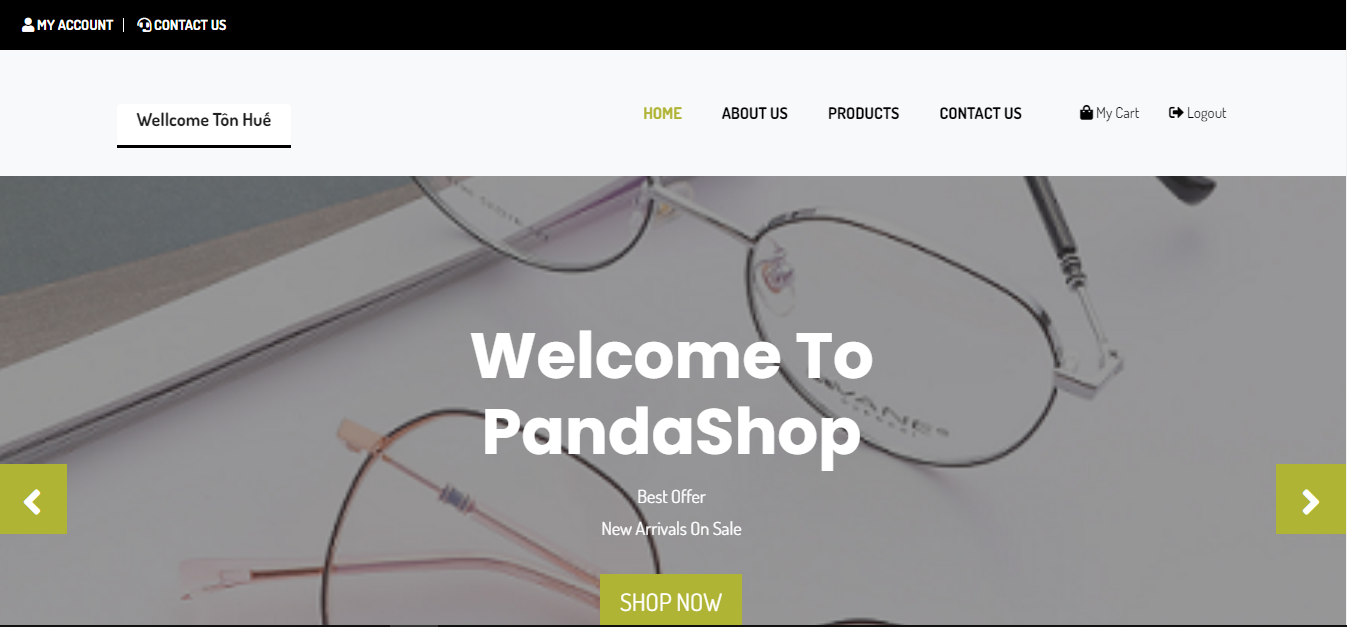 MY ACCOUNT | CONTACT US
Wellcome Tôn Huế
HOME ABOUT US PRODUCTS CONTACT US My Cart Logout
Welcome To
PandaShop
Best Offer
New Arrivals On Sale
SHOP NOW